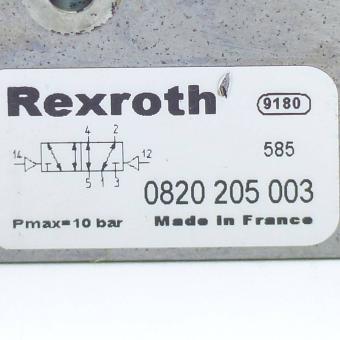 Rexroth
9180
585
4 2
14 12
5 1 3
0820 205 003
Pmax=10 bar
Made in France